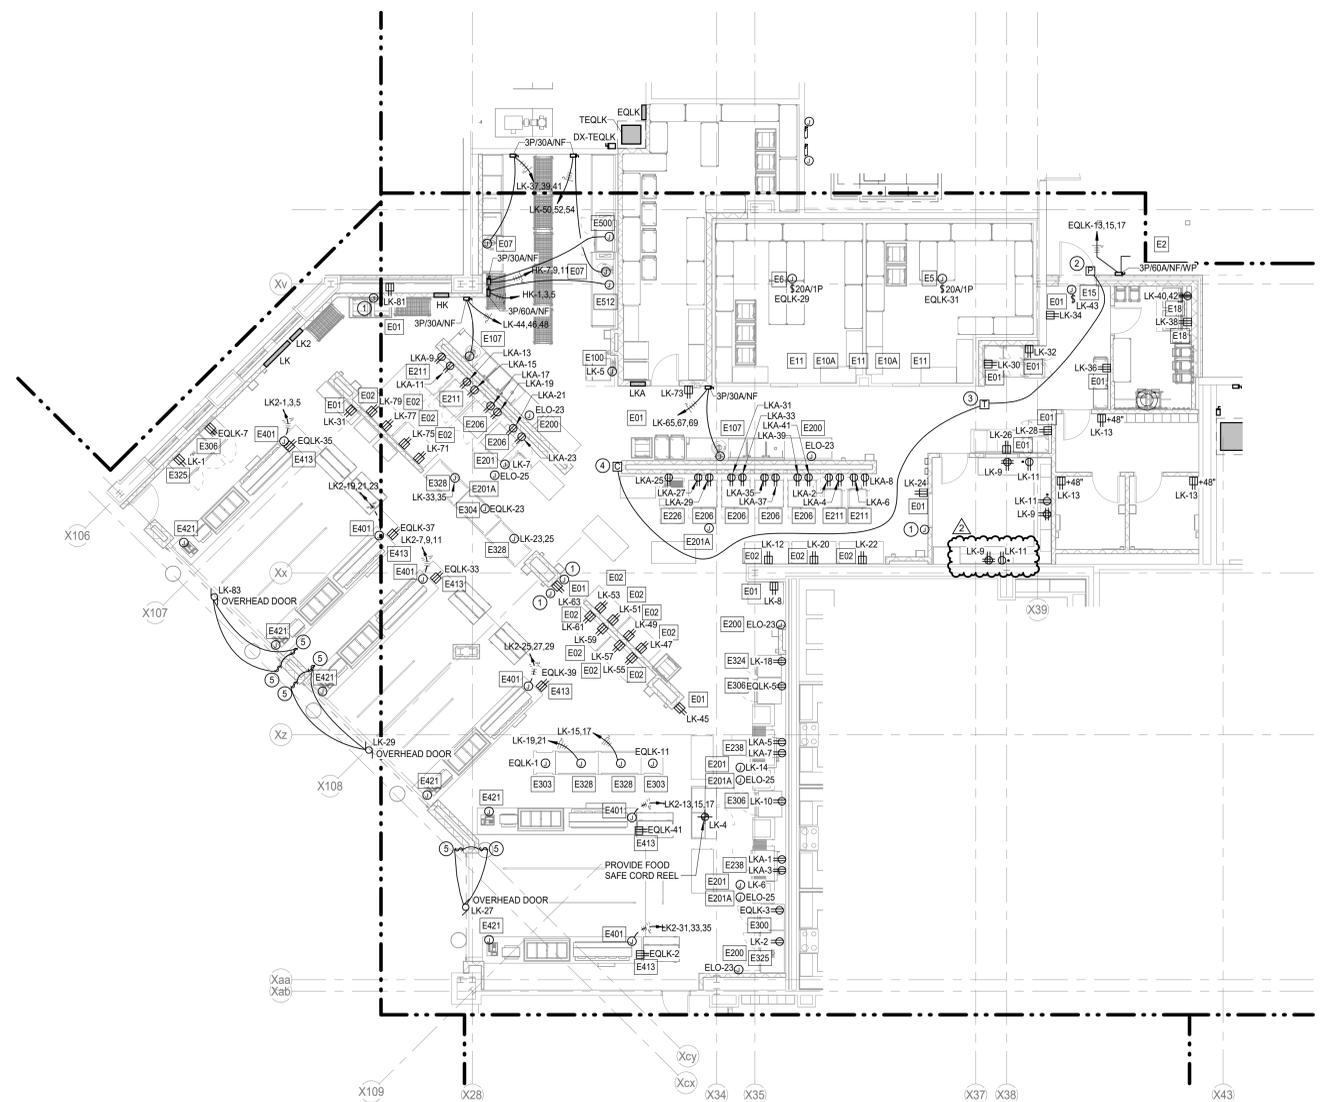 EQLK
TEQLK
DX-TEQLK
3P/30A/NF
LK-37,39,41
LK-50,52,54
E500
E07
3P/30A/NF
HK-7,9,11
E07
HK-1,3,5
E512
3P/60A/NF
3P/30A/NF
LK-44,46,48
HK
LK-81
E01
1
LK2
LK
E107
E100
LK-5
E6
$20A/1P
EQLK-29
E5
$20A/1P
EQLK-31
E11
E10A
E11
E10A
E11
EQLK-13,15,17
E2
2
P
3P/60A/NF/WP
E15
E01
LK-43
LK-34
LK-40,42
E18
LK-38
E18
LK-32
LK-30
E01
E01
LK-36
E01
3
T
LKA
LK-73
3P/30A/NF
E01
LK-65,67,69
E107
LKA-31
LKA-33
LKA-41
LKA-39
E200
ELO-23
4
C
LKA-25
LKA-27
LKA-29
LKA-35
LKA-37
LKA-2
LKA-4
LKA-6
LKA-8
E226
E206
E206
E206
E206
E211
E211
E201A
E01
LK-28
LK-26
E01
LK-9
LK-11
LK-24
E01
LK-11
LK-9
1
2
LK-9
LK-11
+48"
LK-13
+48"
LK-13
+48"
LK-13
LK-12
LK-20
LK-22
E02
E02
E02
E01
LK-8
LKA-9
E211
LKA-11
LKA-13
LKA-15
LKA-17
LKA-19
LKA-21
E211
E206
E206
ELO-23
E200
LKA-23
E02
E02
E02
E02
E01
LK-31
LK-79
LK-77
LK-75
LK-71
E201
LK-7
ELO-25
E201A
E328
LK-33,35
E304
EQLK-23
E328
LK-23,25
LK2-1,3,5
EQLK-7
E306
E401
EQLK-35
E413
LK-1
E325
LK2-19,21,23
E421
E401
EQLK-37
E413
LK2-7,9,11
EQLK-33
E401
E413
1
1
E01
LK-63
LK-53
E02
LK-51
E02
E02
LK-49
E02
LK-61
E02
LK-59
LK-47
LK-57
E02
LK-55
E02
E02
E01
LK-45
X106
X107
X108
X109
Xv
Xx
Xz
Xaa
Xab
Xcy
Xcx
X28
X34
X35
X37
X38
X39
X43
LK-83
OVERHEAD DOOR
E421
5
5
5
5
E421
LK2-25,27,29
E401
EQLK-39
E413
LK-29
OVERHEAD DOOR
E421
LK-15,17
LK-19,21
EQLK-11
EQLK-1
E303
E328
E328
E303
E421
E401
LK2-13,15,17
EQLK-41
E413
LK-4
PROVIDE FOOD
SAFE CORD REEL
5
5
OVERHEAD DOOR
LK-27
E421
E401
LK2-31,33,35
EQLK-2
E413
E200
ELO-23
E324
LK-18
E306
EQLK-5
LKA-5
LKA-7
E238
E201
LK-14
E201A
ELO-25
E306
LK-10
LKA-1
LKA-3
E238
E201
LK-6
E201A
ELO-25
EQLK-3
E300
LK-2
E200
E325
ELO-23